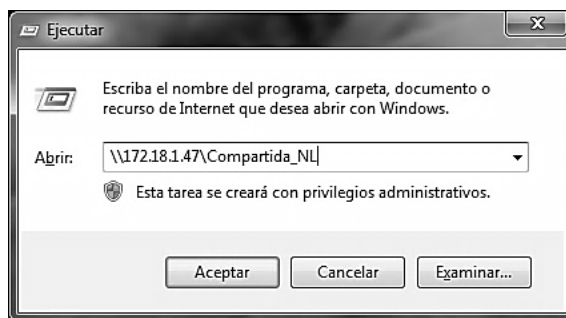 Ejecutar
x
Escriba el nombre del programa, carpeta, documento o
recurso de Internet que desea abrir con Windows.
Abrir: \\172.18.1.47\Compartida_NL
Esta tarea se creará con privilegios administrativos.
Aceptar Cancelar Examinar...